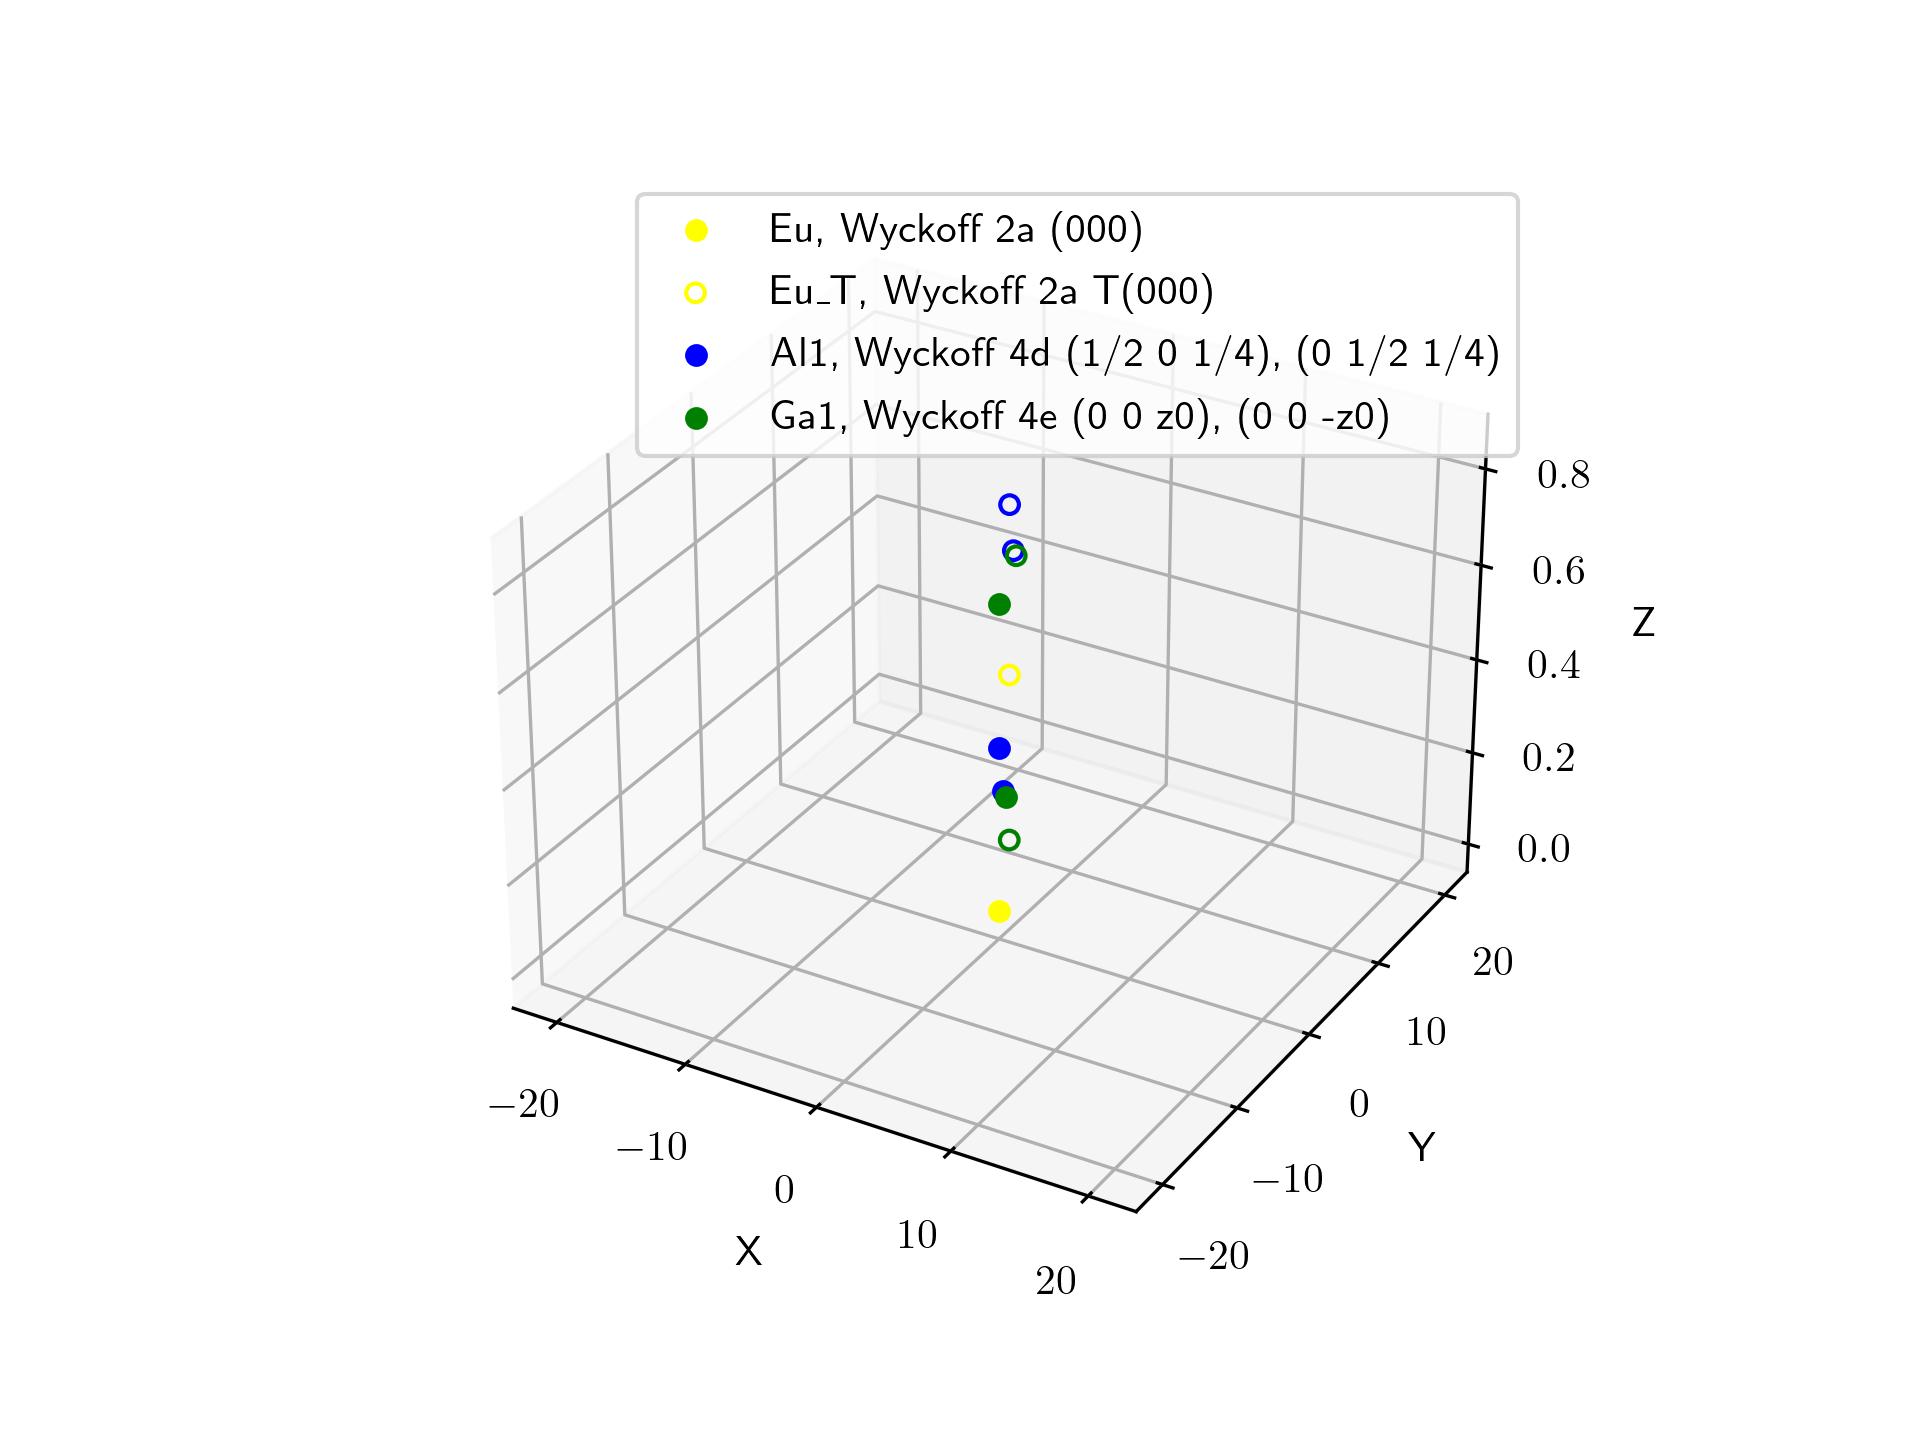 Eu, Wyckoff 2a (000)
Eu_T, Wyckoff 2a T(000)
Al1, Wyckoff 4d (1/2 0 1/4), (0 1/2 1/4)
Ga1, Wyckoff 4e (0 0 z0), (0 0 -z0)
0.8
0.6
Z
0.4
0.2
0.0
20
10
0
Y
−10
−20
−20
−10
0
10
20
X